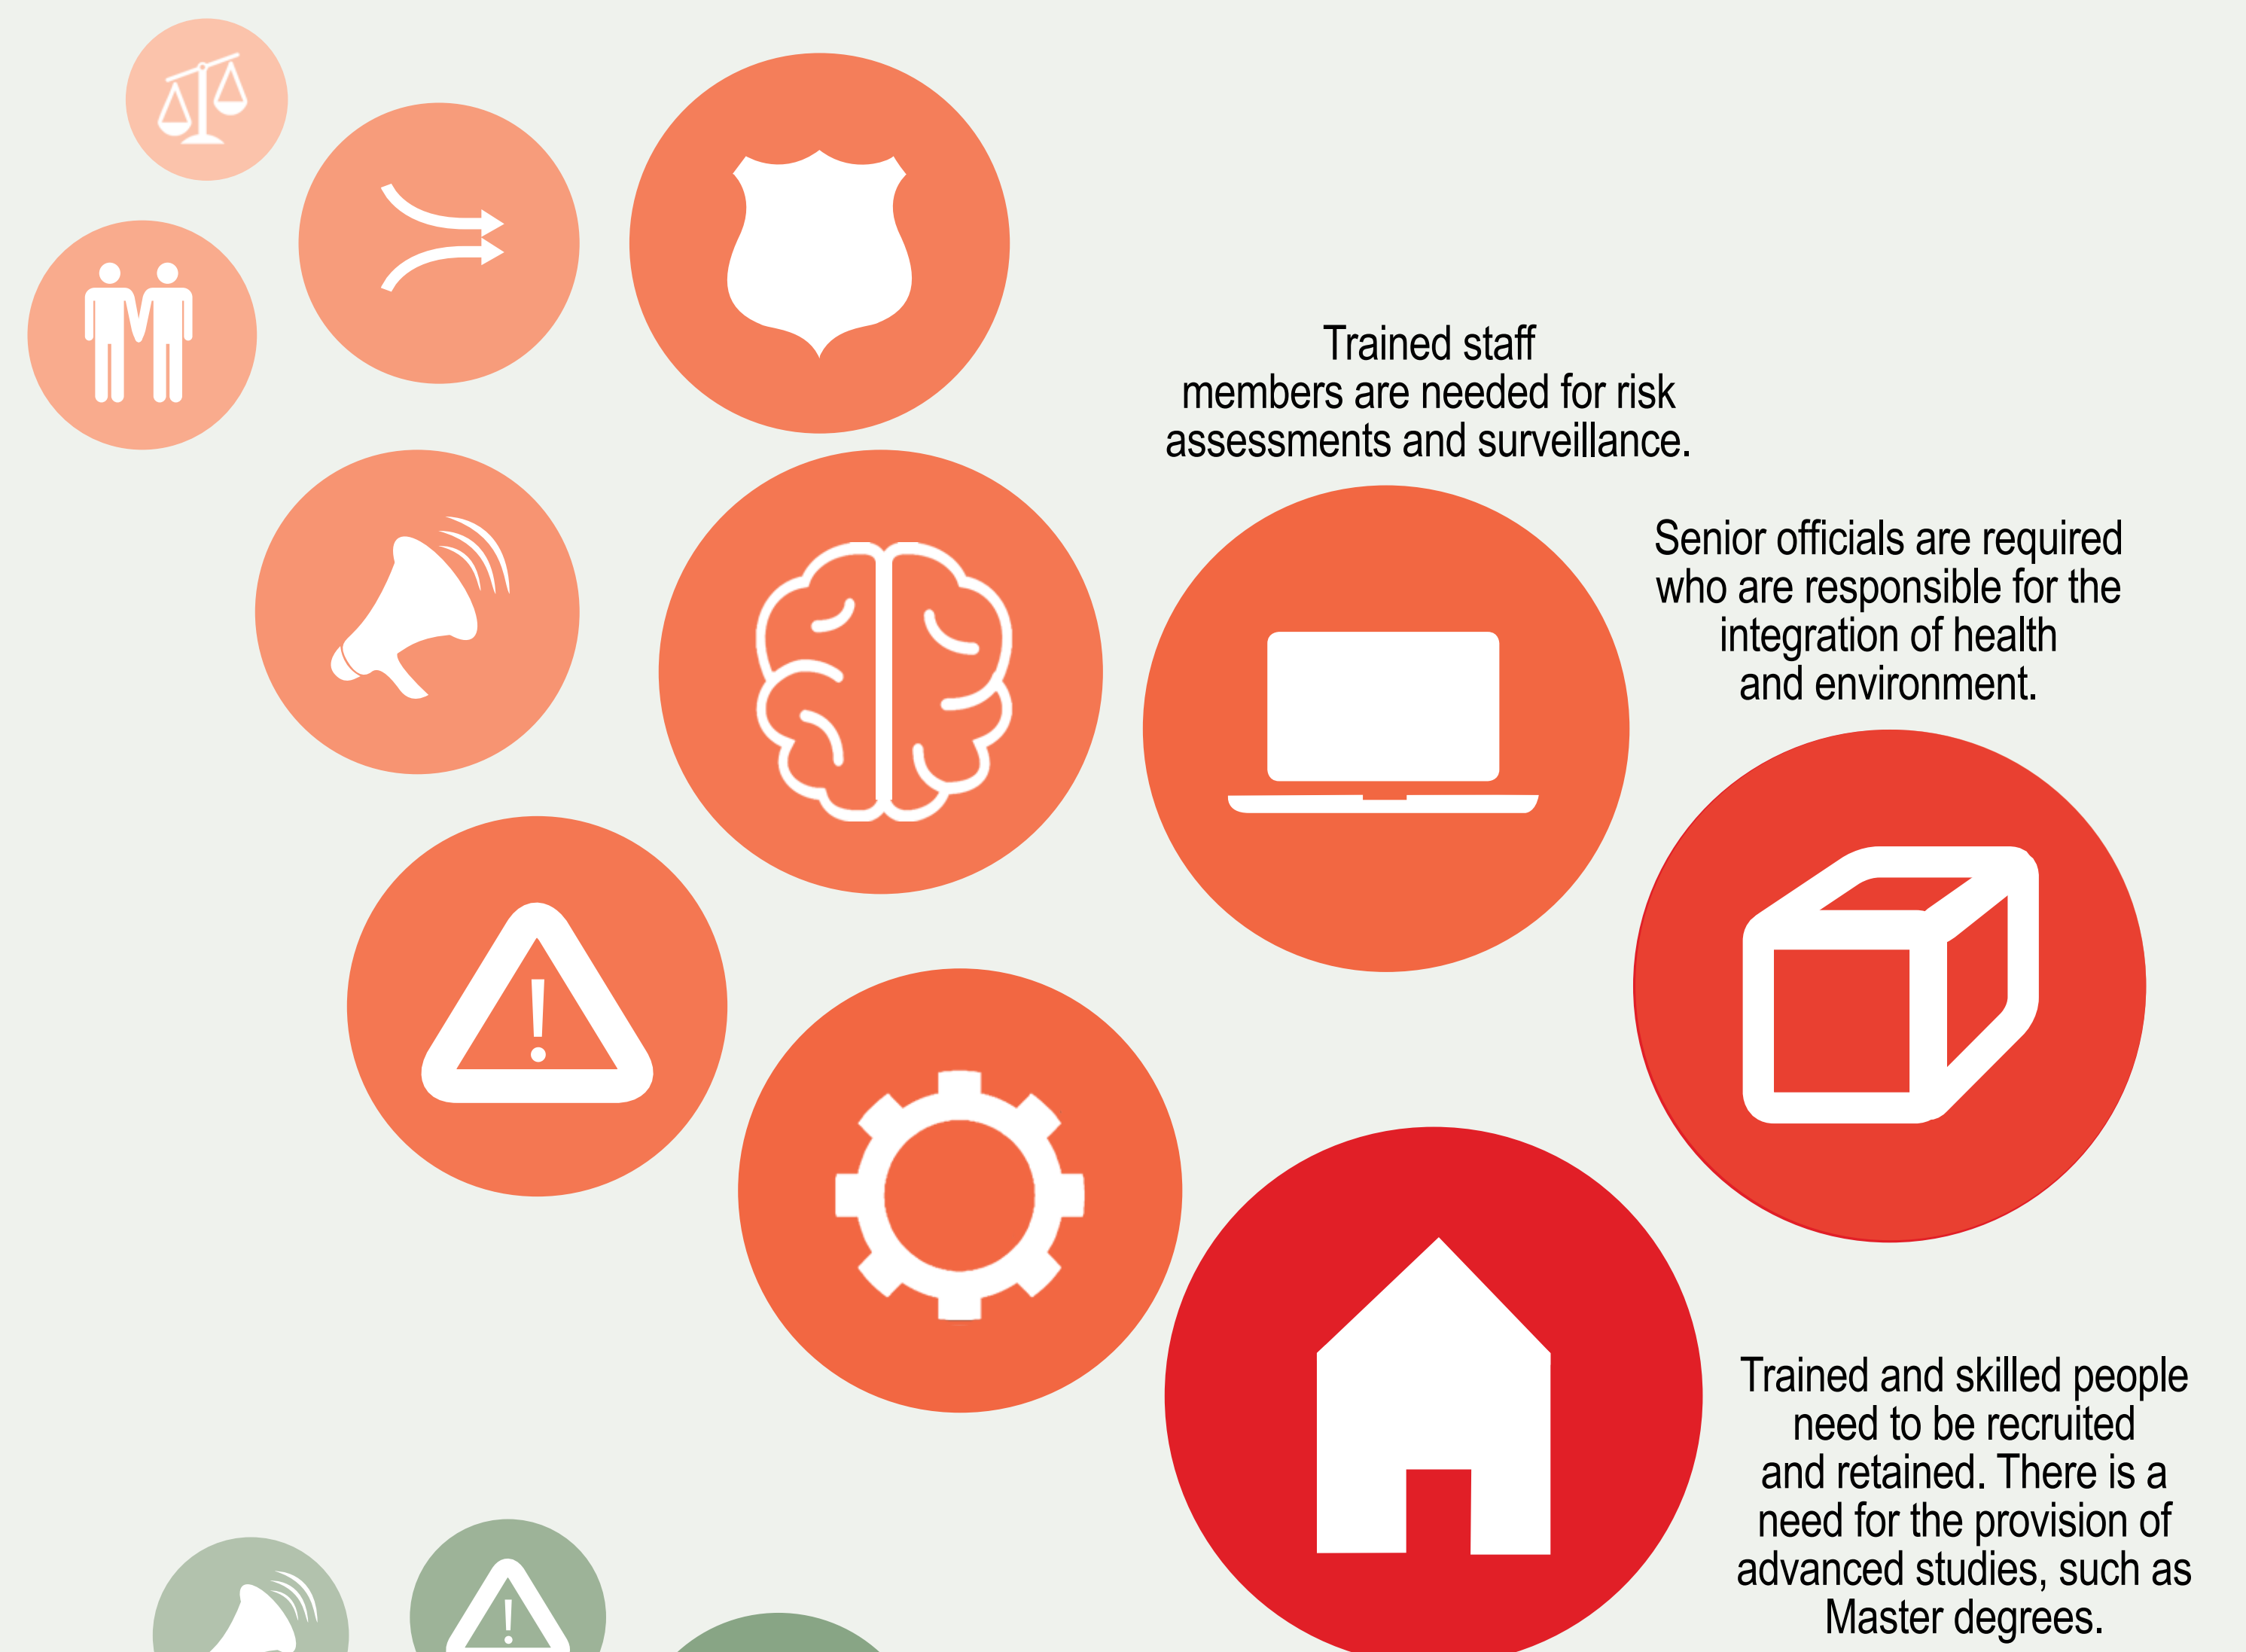 Trained staff
members are needed for risk
assessments and surveillance.
Senior officials are required
who are responsible for the
integration of health
and environment.
Trained and skilled people
need to be recruited
and retained. There is a
need for the provision of
advanced studies, such as
Master degrees.